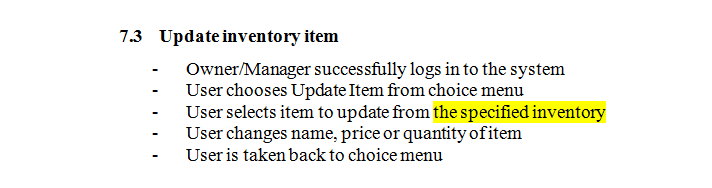 7.3 Update inventory item
- Owner/Manager successfully logs in to the system
- User chooses Update Item from choice menu
- User selects item to update from the specified inventory
- User changes name, price or quantity of item
- User is taken back to choice menu